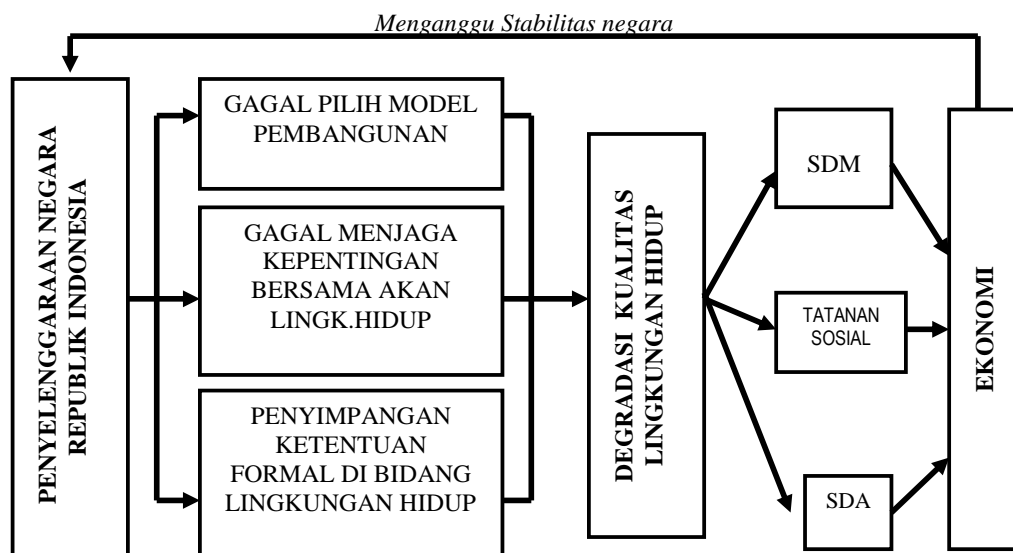 Menganggu Stabilitas negara
PENYELENGGARAAN NEGARA
REPUBLIK INDONESIA
GAGAL PILIH MODEL
PEMBANGUNAN
GAGAL MENJAGA
KEPENTINGAN
BERSAMA AKAN
LINGK.HIDUP
PENYIMPANGAN
KETENTUAN
FORMAL DI BIDANG
LINGKUNGAN HIDUP
DEGRADASI KUALITAS
LINGKUNGAN HIDUP
SDM
TATANAN
SOSIAL
SDA
EKONOMI